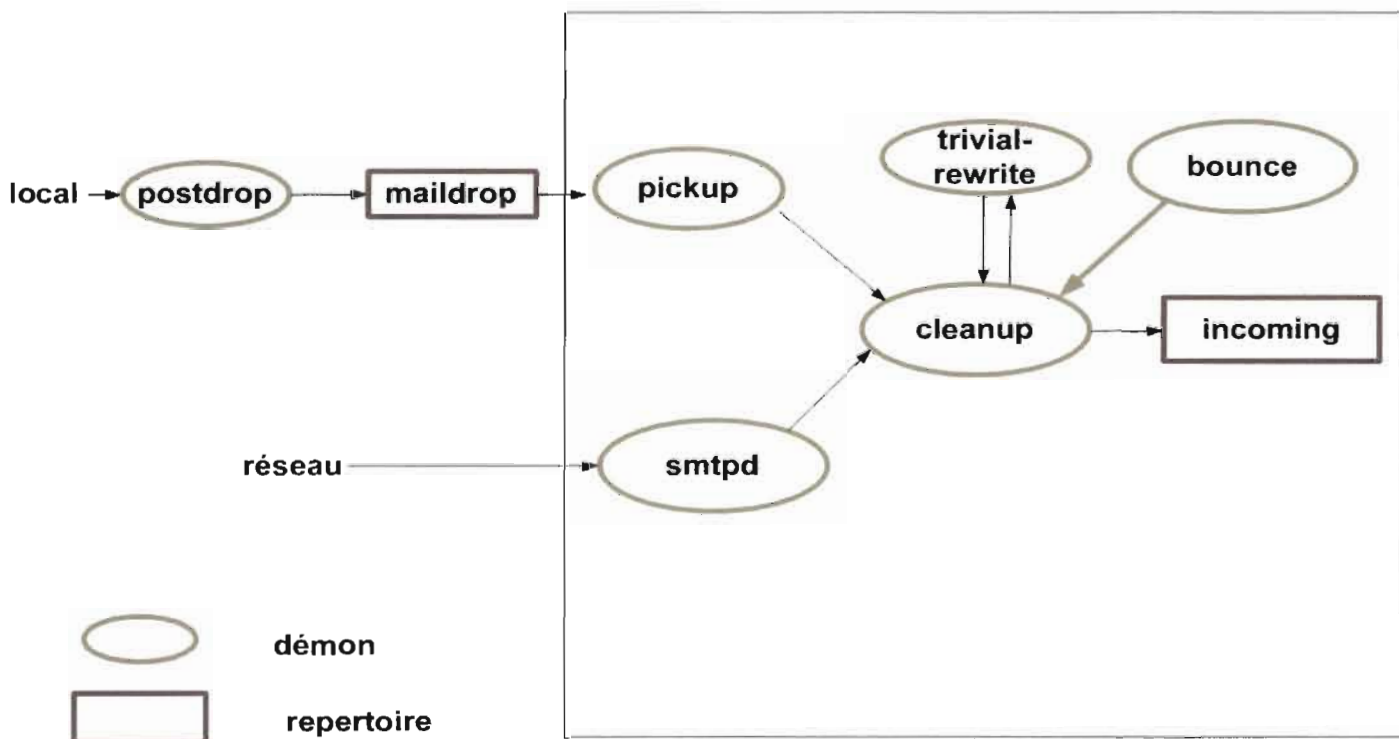 trivial-
rewrite
bounce
local
postdrop
maildrop
pickup
cleanup
incoming
réseau
smtpd
démon
repertoire